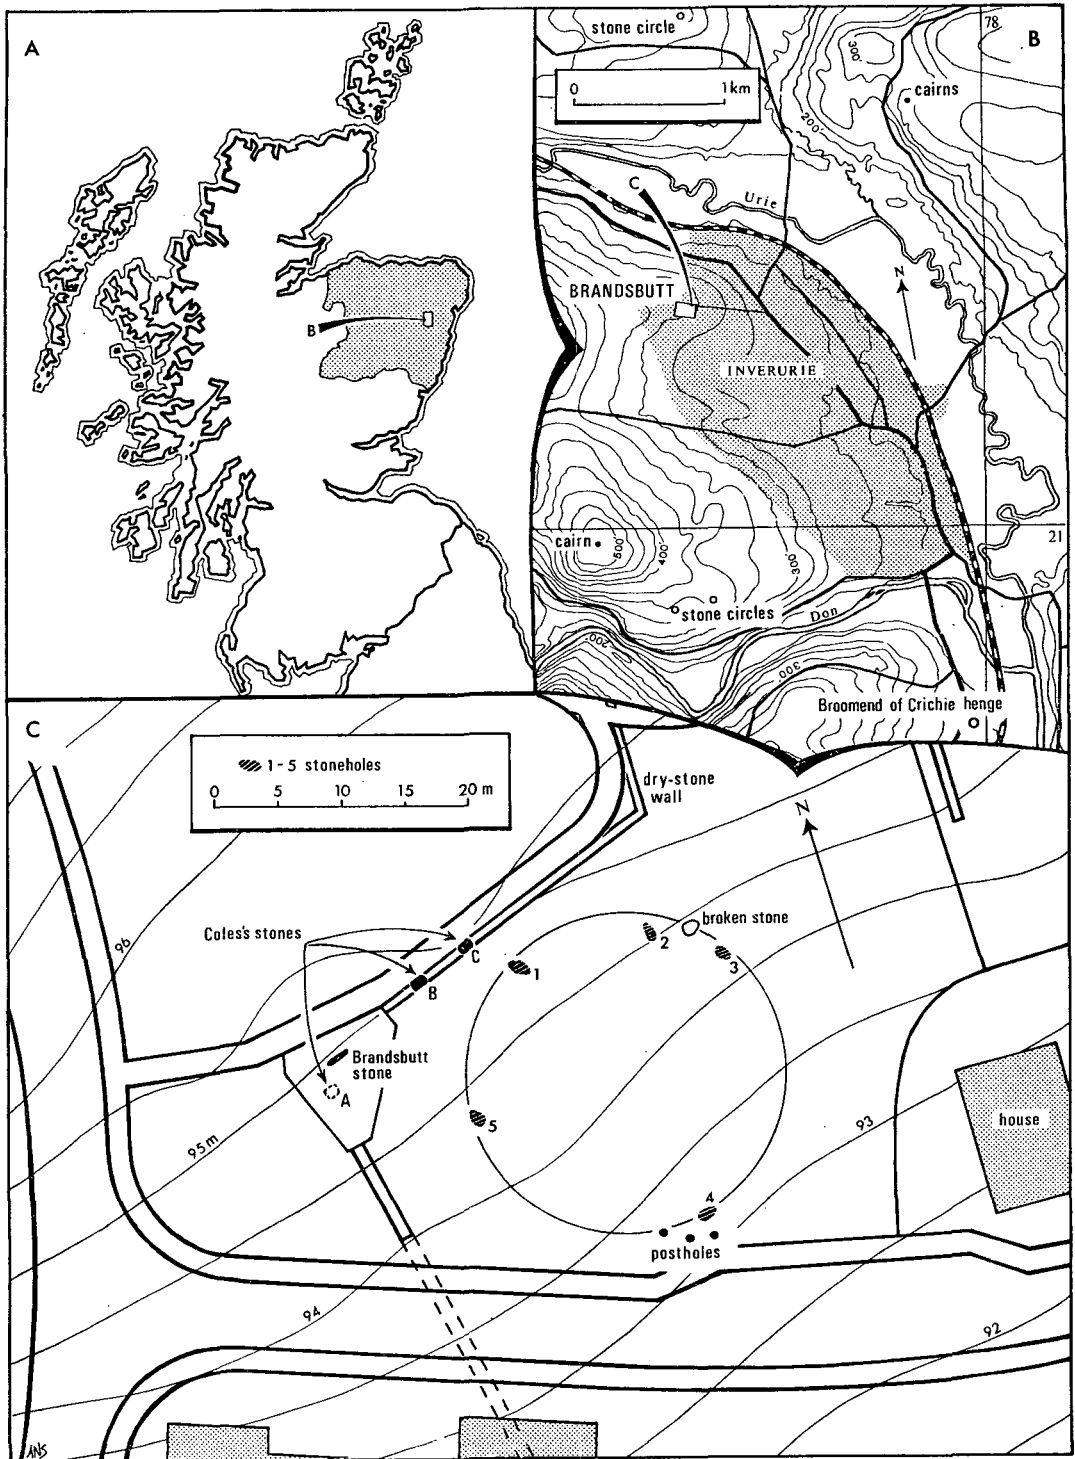 A
B
stone circle
78
B
300'
0 1km
cairns
200'
C
Urie
N
BRANDSBUTT
INVERURIE
cairn
500'
400'
300'
21
stone circles
Don
200'
300'
Broomend of Crichie henge
C
1-5 stoneholes
0 5 10 15 20 m
dry-stone
wall
N
96
Coles's stones
broken stone
2
3
C
1
B
Brandsbutt
stone
A
5
95m
93
house
4
postholes
94
92
ANS